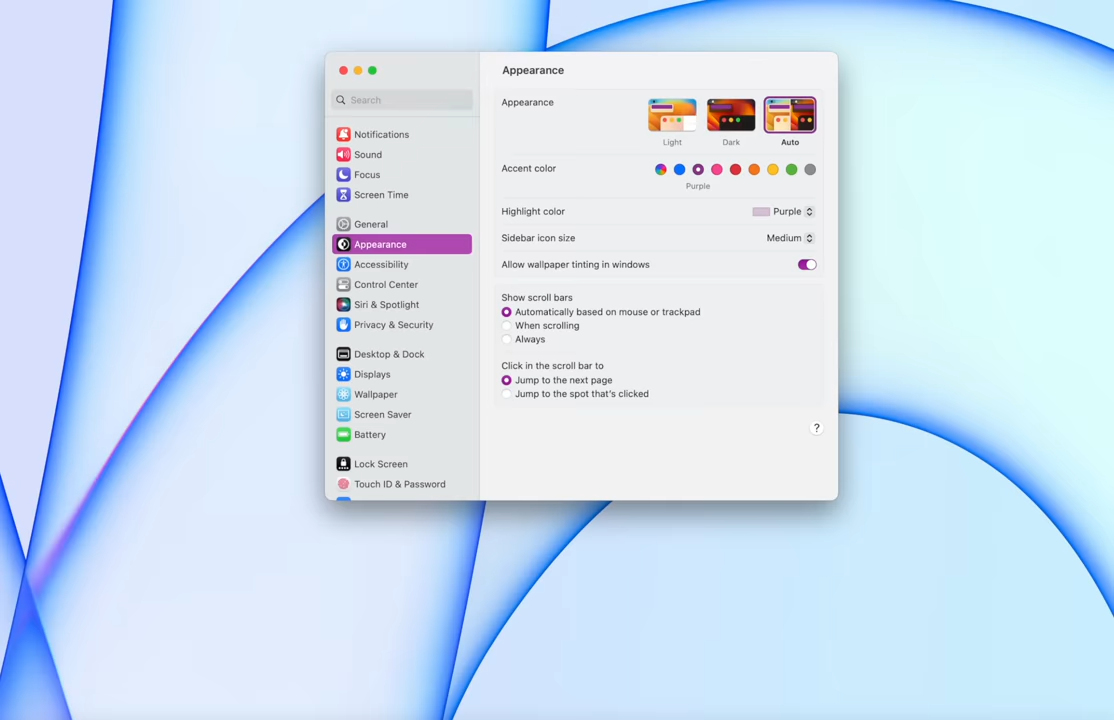 Appearance
Search
Notifications
Sound
Focus
Screen Time
General
Appearance
Accessibility
Control Center
Siri & Spotlight
Privacy & Security
Desktop & Dock
Displays
Wallpaper
Screen Saver
Battery
Lock Screen
Touch ID & Password
Appearance
Light
Dark
Auto
Accent color
Purple
Highlight color
Purple
Sidebar icon size
Medium
Allow wallpaper tinting in windows
Show scroll bars
Automatically based on mouse or trackpad
When scrolling
Always
Click in the scroll bar to
Jump to the next page
Jump to the spot that's clicked
?